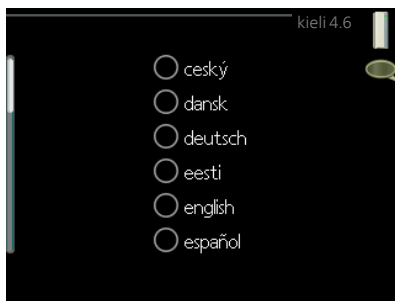 kieli 4.6
ceský
dansk
deutsch
eesti
english
español